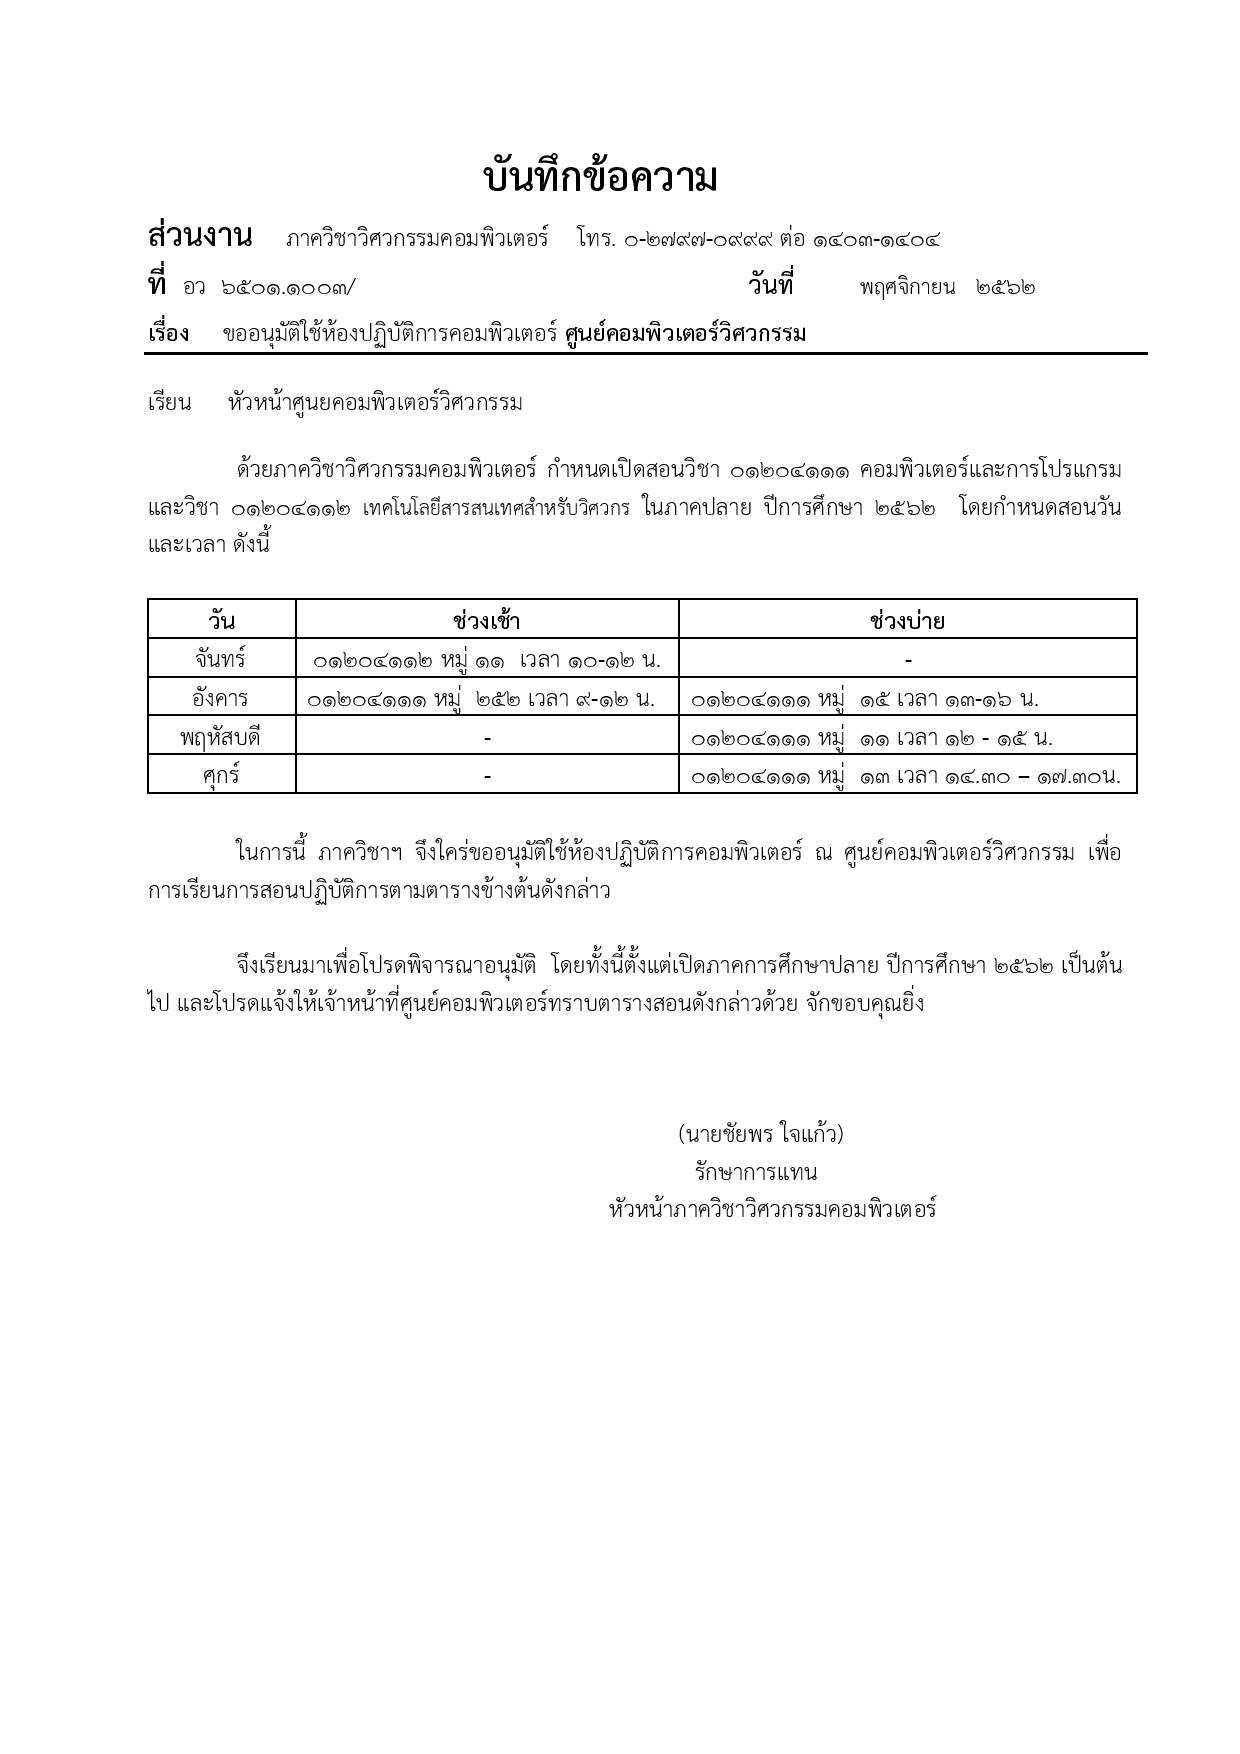 บันทึกข้อความ
ส่วนงาน ภาควิชาวิศวกรรมคอมพิวเตอร์ โทร. ๐-๒๗๙๗-๐๙๙๙ ต่อ ๑๔๐๓-๑๔๐๔
ที่ อว ๖๕๐๑.๑๐๐๓/ วันที่ พฤศจิกายน ๒๕๖๒
เรื่อง ขออนุมัติใช้ห้องปฏิบัติการคอมพิวเตอร์ ศูนย์คอมพิวเตอร์วิศวกรรม
เรียน หัวหน้าศูนยคอมพิวเตอร์วิศวกรรม
ด้วยภาควิชาวิศวกรรมคอมพิวเตอร์ กำหนดเปิดสอนวิชา ๐๑๒๐๔๑๑๑ คอมพิวเตอร์และการโปรแกรม
และวิชา ๐๑๒๐๔๑๑๒ เทคโนโลยีสารสนเทศสำหรับวิศวกร ในภาคปลาย ปีการศึกษา ๒๕๖๒ โดยกำหนดสอนวัน
และเวลา ดังนี้
วัน ช่วงเช้า ช่วงบ่าย
จันทร์ ๐๑๒๐๔๑๑๒ หมู่ ๑๑ เวลา ๑๐-๑๒ น. -
อังคาร ๐๑๒๐๔๑๑๑ หมู่ ๒๕๒ เวลา ๙-๑๒ น. ๐๑๒๐๔๑๑๑ หมู่ ๑๕ เวลา ๑๓-๑๖ น.
พฤหัสบดี - ๐๑๒๐๔๑๑๑ หมู่ ๑๑ เวลา ๑๒ - ๑๕ น.
ศุกร์ - ๐๑๒๐๔๑๑๑ หมู่ ๑๓ เวลา ๑๔.๓๐ – ๑๗.๓๐น.
ในการนี้ ภาควิชาฯ จึงใคร่ขออนุมัติใช้ห้องปฏิบัติการคอมพิวเตอร์ ณ ศูนย์คอมพิวเตอร์วิศวกรรม เพื่อ
การเรียนการสอนปฏิบัติการตามตารางข้างต้นดังกล่าว
จึงเรียนมาเพื่อโปรดพิจารณาอนุมัติ โดยทั้งนี้ตั้งแต่เปิดภาคการศึกษาปลาย ปีการศึกษา ๒๕๖๒ เป็นต้น
ไป และโปรดแจ้งให้เจ้าหน้าที่ศูนย์คอมพิวเตอร์ทราบตารางสอนดังกล่าวด้วย จักขอบคุณยิ่ง
(นายชัยพร ใจแก้ว)
รักษาการแทน
หัวหน้าภาควิชาวิศวกรรมคอมพิวเตอร์